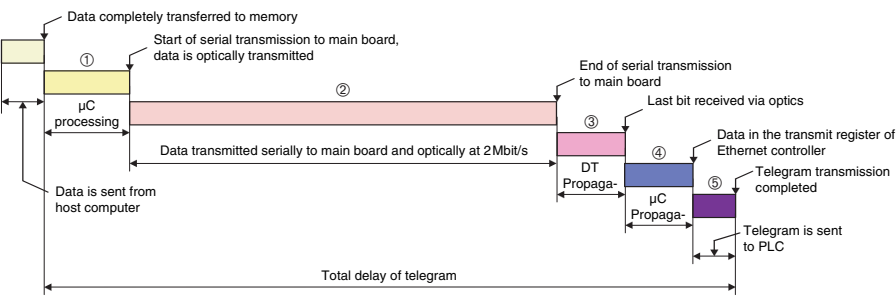 Data completely transferred to memory
①
Start of serial transmission to main board,
data is optically transmitted
②
End of serial transmission
to main board
µC
processing
③
Last bit received via optics
Data transmitted serially to main board and optically at 2Mbit/s
④
Data in the transmit register of
Ethernet controller
DT
Propaga-
⑤
Telegram transmission
completed
Data is sent from
host computer
µC
Propaga-
Telegram is sent
to PLC
Total delay of telegram